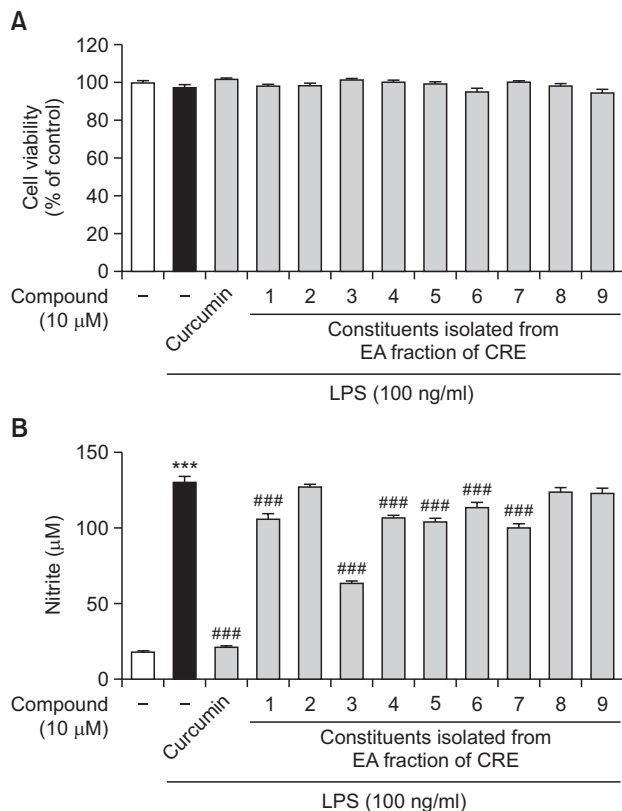 A
120
100
80
60
40
20
0
Cell viability
(% of control)
Compound
(10 μM)
– – Curcumin 1 2 3 4 5 6 7 8 9
Constituents isolated from
EA fraction of CRE
LPS (100 ng/ml)
B
150
100
50
0
Nitrite (μM)
*** ### ### ### ### ### ### ###
Compound
(10 μM)
– – Curcumin 1 2 3 4 5 6 7 8 9
Constituents isolated from
EA fraction of CRE
LPS (100 ng/ml)